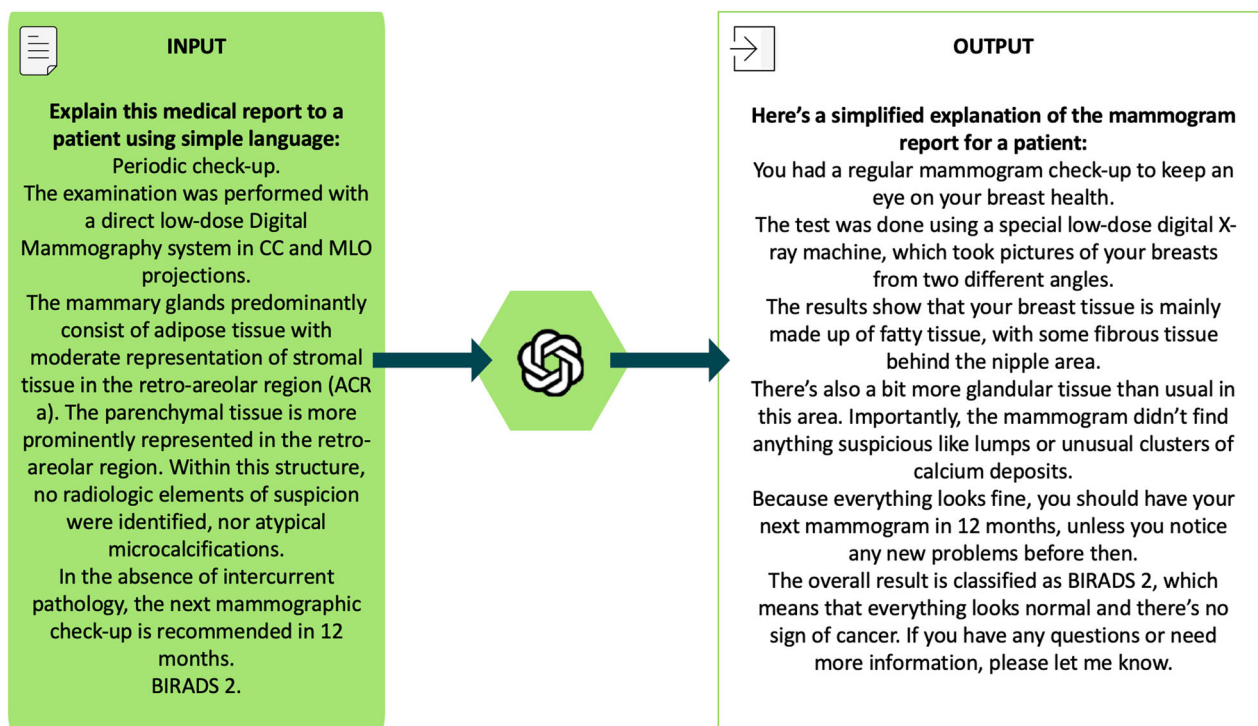 INPUT
Explain this medical report to a
patient using simple language:
Periodic check-up.
The examination was performed with
a direct low-dose Digital
Mammography system in CC and MLO
projections.
The mammary glands predominantly
consist of adipose tissue with
moderate representation of stromal
tissue in the retro-areolar region (ACR
a). The parenchymal tissue is more
prominently represented in the retro-
areolar region. Within this structure,
no radiologic elements of suspicion
were identified, nor atypical
microcalcifications.
In the absence of intercurrent
pathology, the next mammographic
check-up is recommended in 12
months.
BIRADS 2.
OUTPUT
Here’s a simplified explanation of the mammogram
report for a patient:
You had a regular mammogram check-up to keep an
eye on your breast health.
The test was done using a special low-dose digital X-
ray machine, which took pictures of your breasts
from two different angles.
The results show that your breast tissue is mainly
made up of fatty tissue, with some fibrous tissue
behind the nipple area.
There’s also a bit more glandular tissue than usual in
this area. Importantly, the mammogram didn’t find
anything suspicious like lumps or unusual clusters of
calcium deposits.
Because everything looks fine, you should have your
next mammogram in 12 months, unless you notice
any new problems before then.
The overall result is classified as BIRADS 2, which
means that everything looks normal and there’s no
sign of cancer. If you have any questions or need
more information, please let me know.